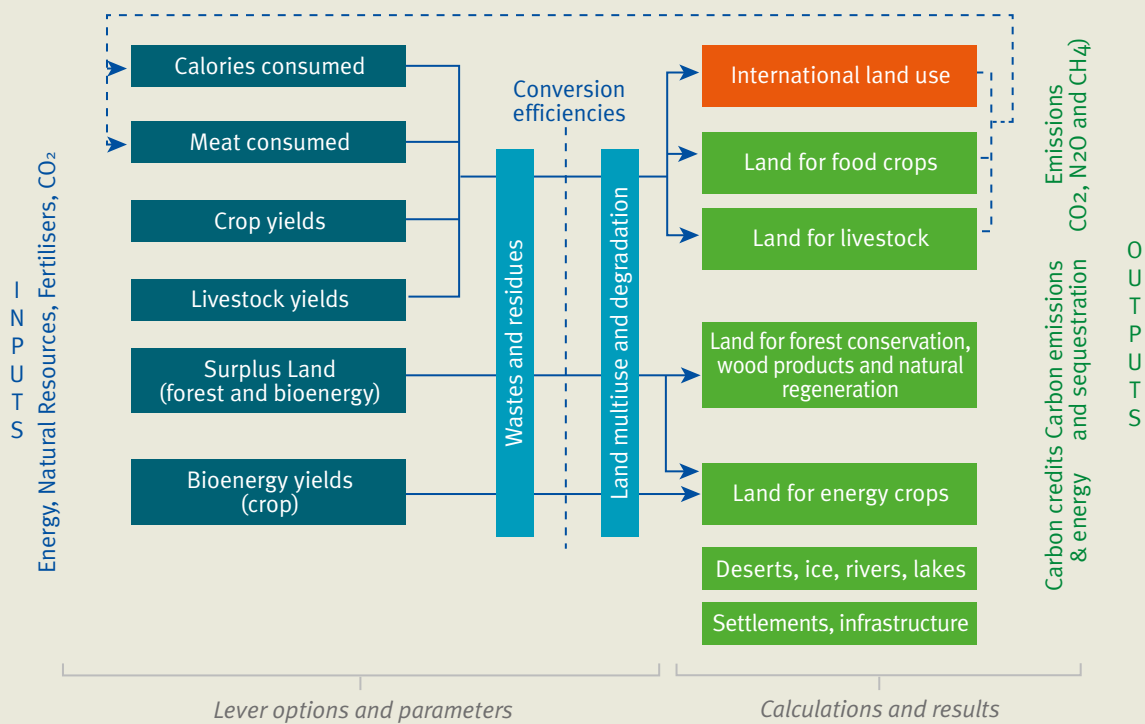 INPUTS
Energy, Natural Resources, Fertilisers, CO₂
Calories consumed
Meat consumed
Crop yields
Livestock yields
Surplus Land
(forest and bioenergy)
Bioenergy yields
(crop)
Conversion
efficiencies
Wastes and residues
Land multiuse and degradation
International land use
Land for food crops
Land for livestock
Land for forest conservation,
wood products and natural
regeneration
Land for energy crops
Deserts, ice, rivers, lakes
Settlements, infrastructure
Emissions
CO2, N2O and CH4)
Carbon emissions
and sequestration
Carbon credits
& energy
OUTPUTS
Lever options and parameters
Calculations and results